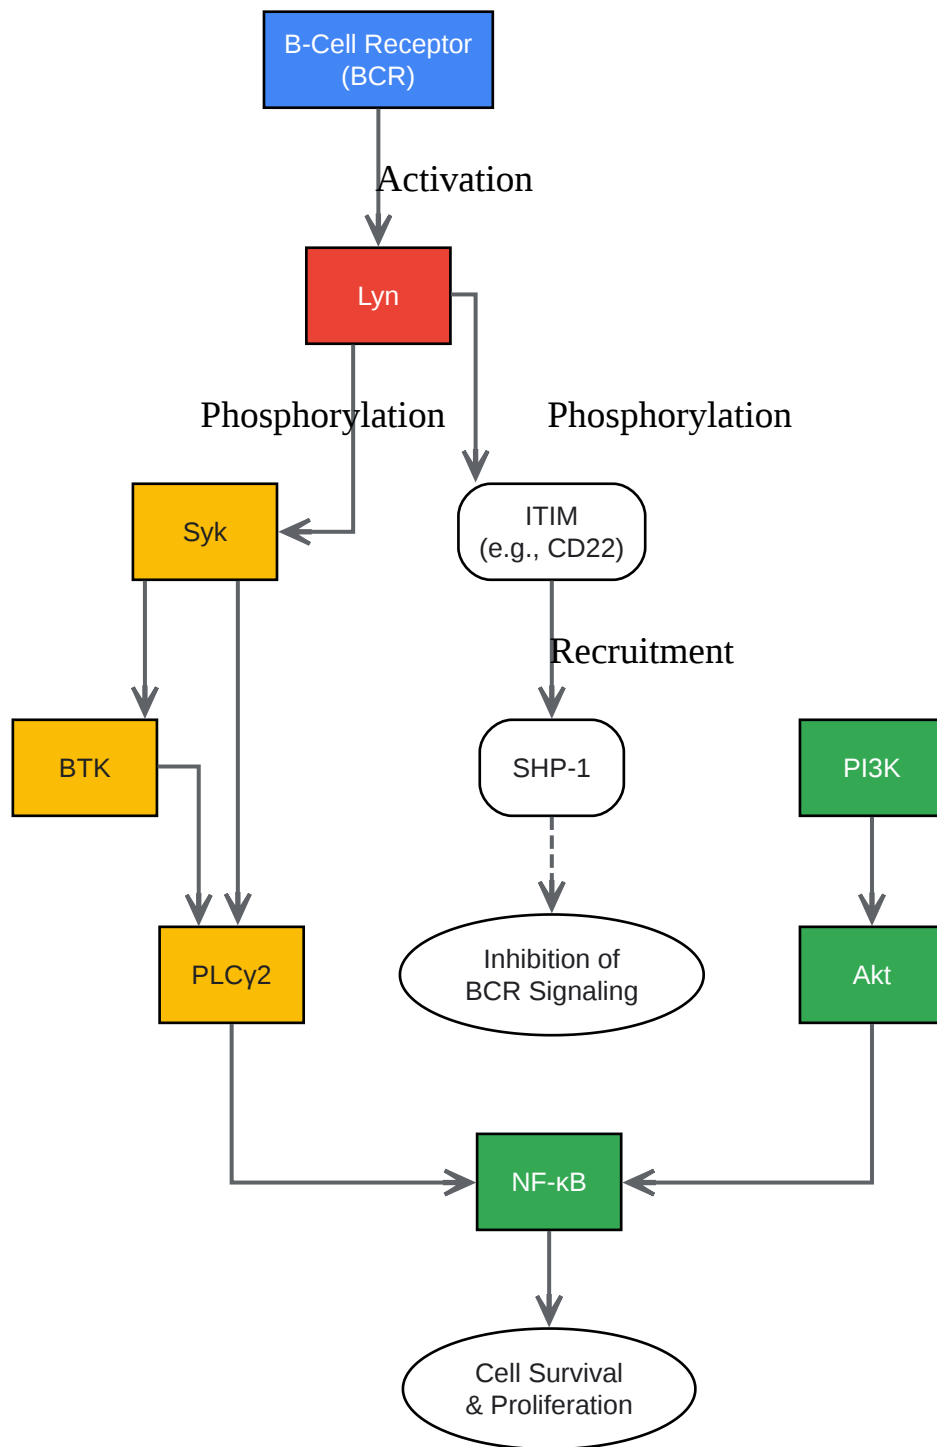 B-Cell Receptor
(BCR)
Activation
Lyn
Phosphorylation
Phosphorylation
Syk
ITIM
(e.g., CD22)
Recruitment
BTK
SHP-1
PI3K
PLCγ2
Inhibition of
BCR Signaling
Akt
NF-κB
Cell Survival
& Proliferation